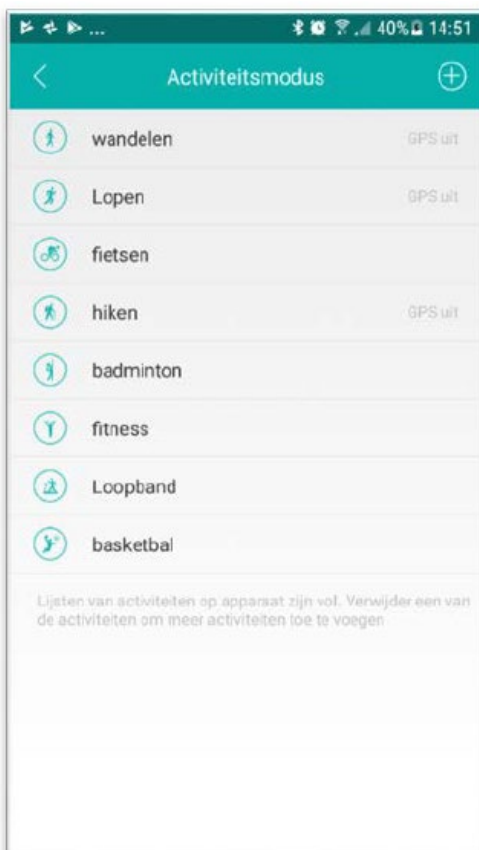 ... 40% 14:51
Activiteitsmodus
wandelen GPS uit
Lopen GPS uit
fietsen
hiken GPS uit
badminton
fitness
Loopband
basketbal
Lijsten van activiteiten op apparaat zijn vol. Verwijder een van
de activiteiten om meer activiteiten toe te voegen